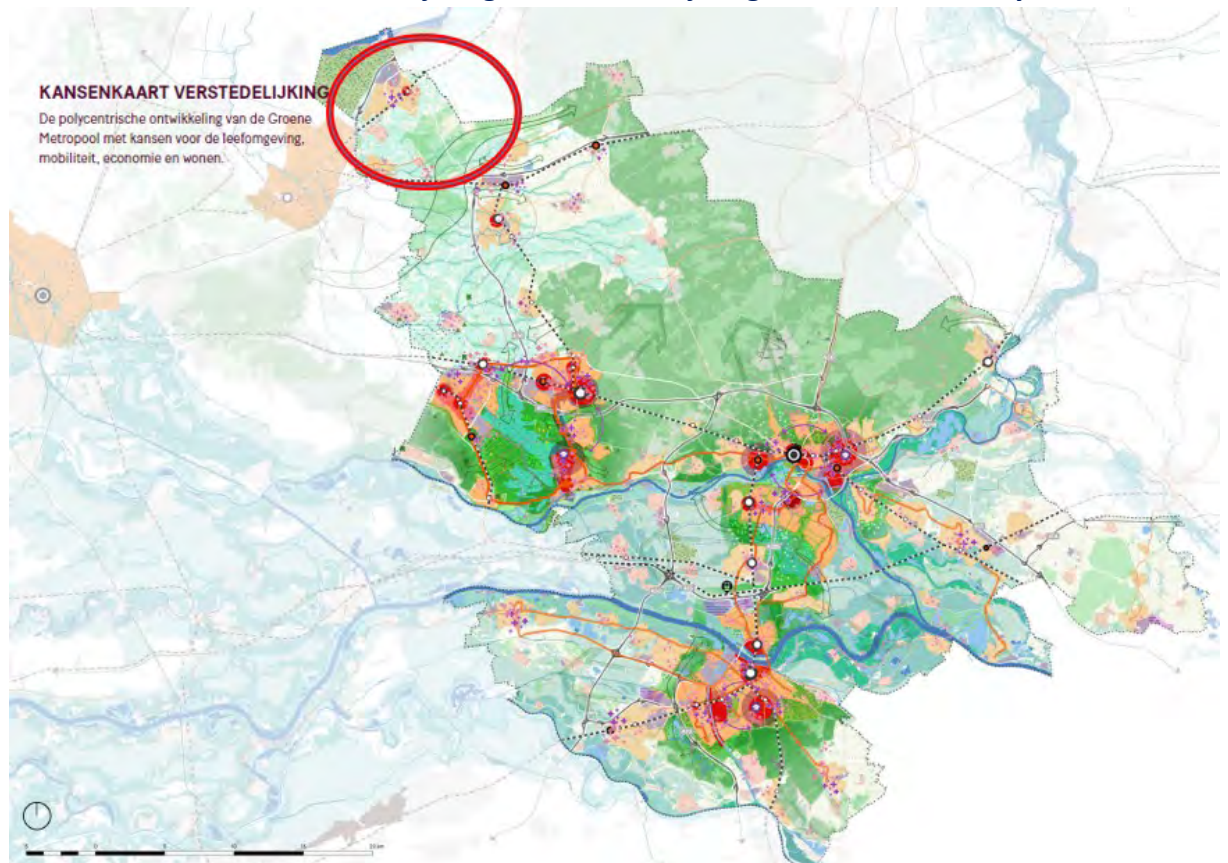 KANSENKAART VERSTEDELIJKING
De polycentrische ontwikkeling van de Groene
Metropool met kansen voor de leefomgeving,
mobiliteit, economie en wonen.